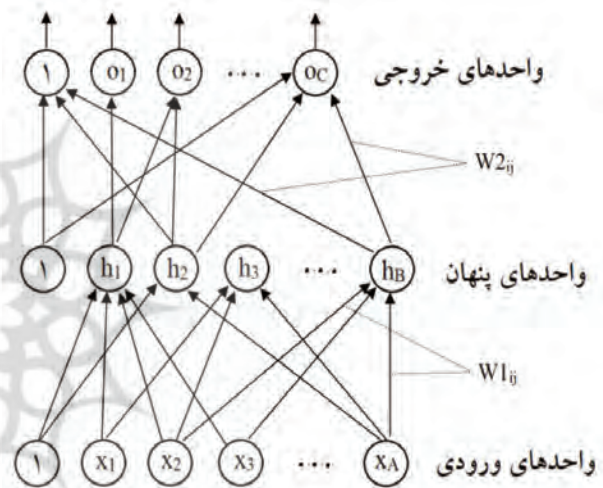 ۱ o1 o2 ... oC واحدهای خروجی
W2ij
۱ h1 h2 h3 ... hB واحدهای پنهان
W1ij
۱ x1 x2 x3 ... xA واحدهای ورودی